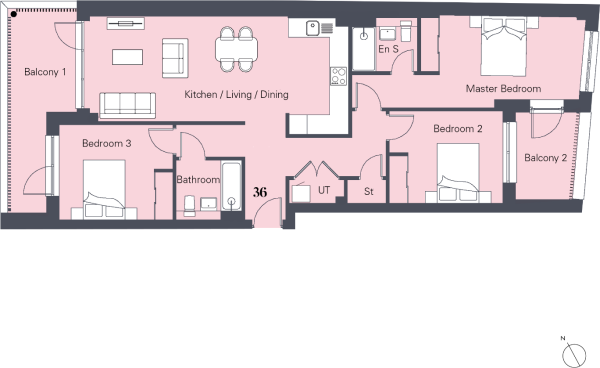 En S
Balcony 1
Master Bedroom
Kitchen / Living / Dining
Bedroom 3
Bedroom 2
Balcony 2
Bathroom
36
UT
St
N